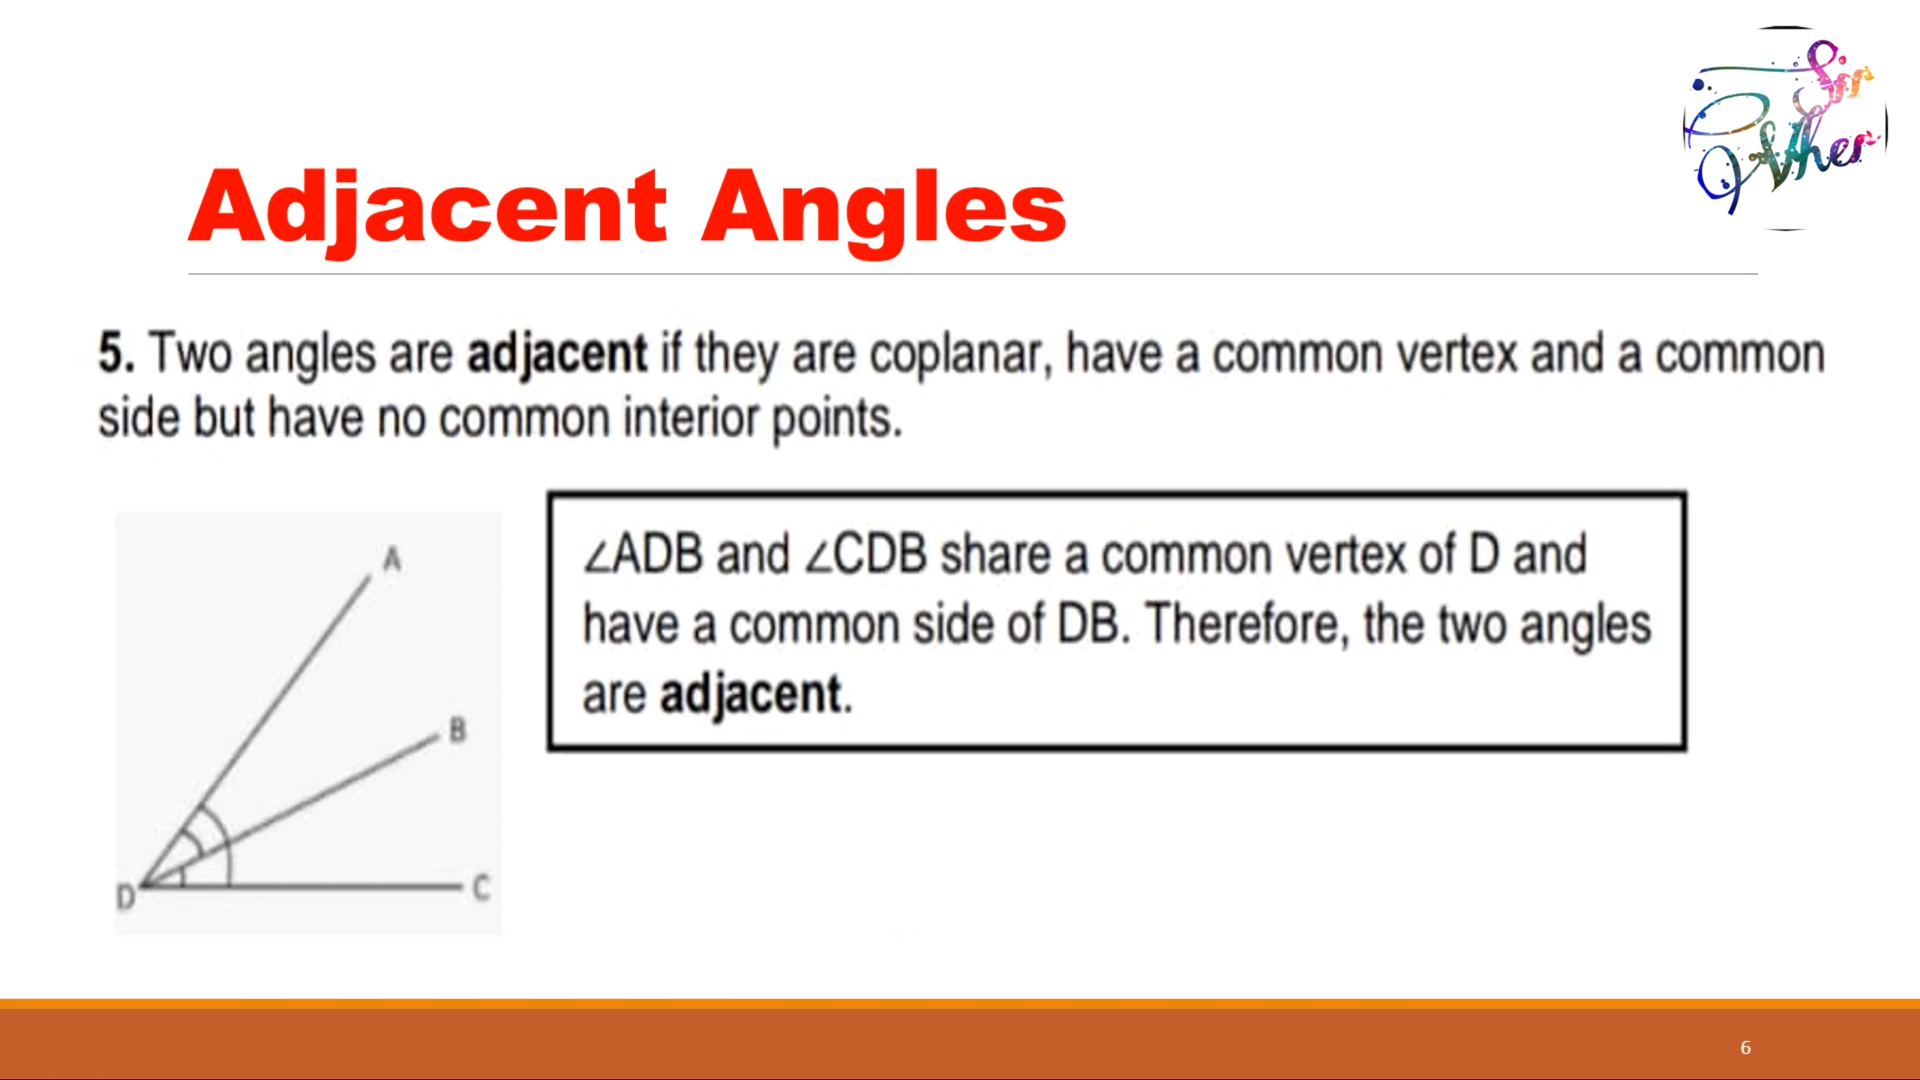 Sir
Adjacent Angles
5. Two angles are adjacent if they are coplanar, have a common vertex and a common
side but have no common interior points.
A
B
D
C
∠ADB and ∠CDB share a common vertex of D and
have a common side of DB. Therefore, the two angles
are adjacent.
6